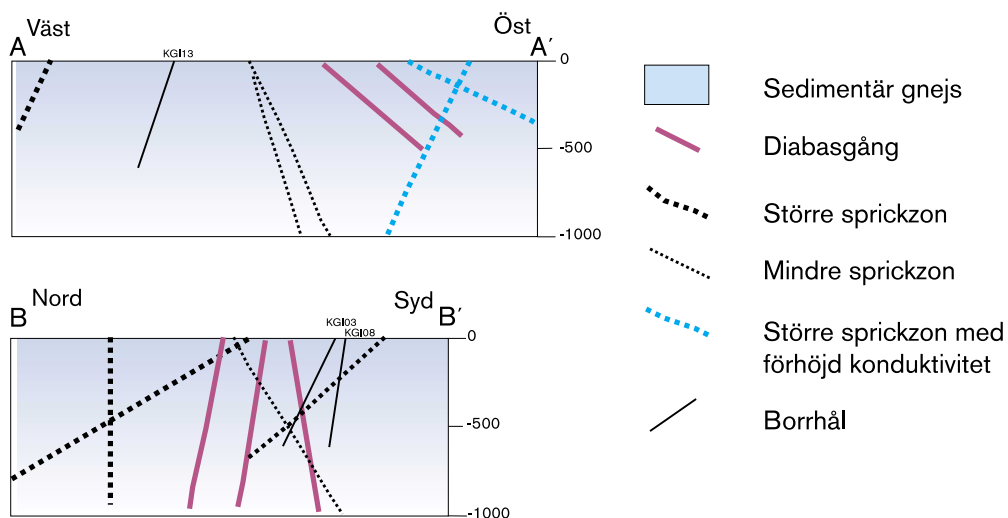 Väst
Öst
A
KGI13
A′
0
-500
-1000
Nord
Syd
B
KGI03
B′
KGI08
0
-500
-1000
Sedimentär gnejs
Diabasgång
Större sprickzon
Mindre sprickzon
Större sprickzon med
förhöjd konduktivitet
Borrhål